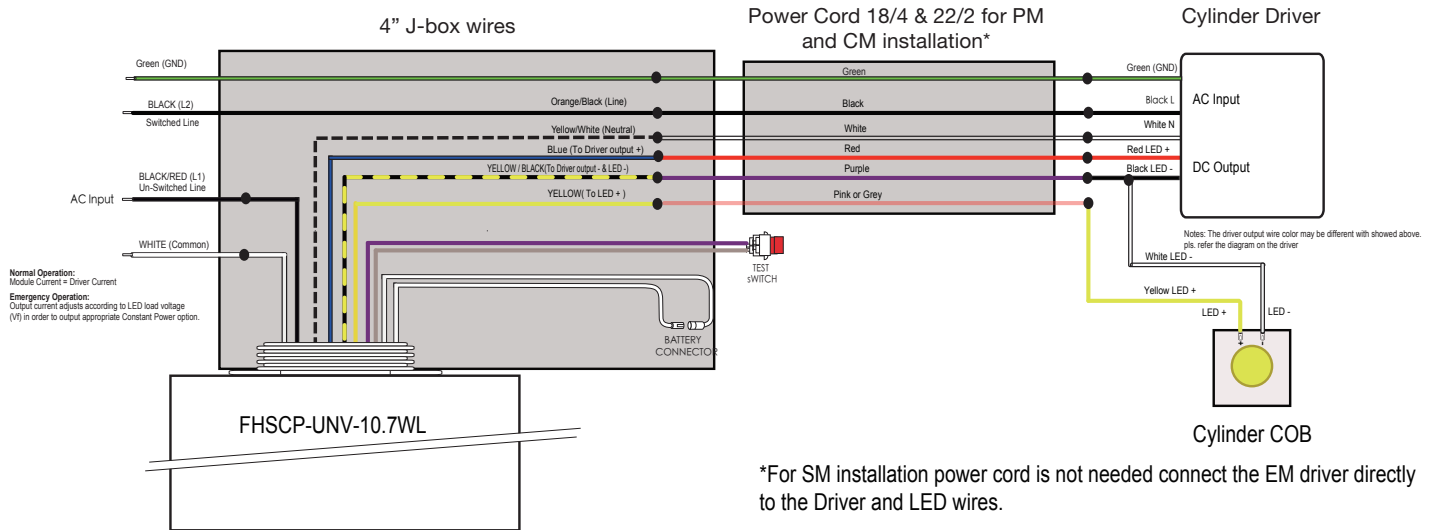 4” J-box wires
Power Cord 18/4 & 22/2 for PM
and CM installation*
Cylinder Driver
Green (GND)
Green
Green (GND)
BLACK (L2)
Switched Line
Orange/Black (Line)
Black
Black L
AC Input
Yellow/White (Neutral)
White
White N
BLue (To Driver output +)
Red
Red LED +
YELLOW / BLACK(To Driver output - & LED -)
Purple
Black LED -
DC Output
BLACK/RED (L1)
Un-Switched Line
AC Input
YELLOW( To LED + )
Pink or Grey
WHITE (Common)
TEST
sWITCH
Notes: The driver output wire color may be different with showed above.
pls. refer the diagram on the driver
White LED -
Normal Operation:
Module Current = Driver Current
Emergency Operation:
Output current adjusts according to LED load voltage
(Vf) in order to output appropriate Constant Power option.
Yellow LED +
LED +
LED -
BATTERY
CONNECTOR
+
-
FHSCP-UNV-10.7WL
Cylinder COB
*For SM installation power cord is not needed connect the EM driver directly
to the Driver and LED wires.